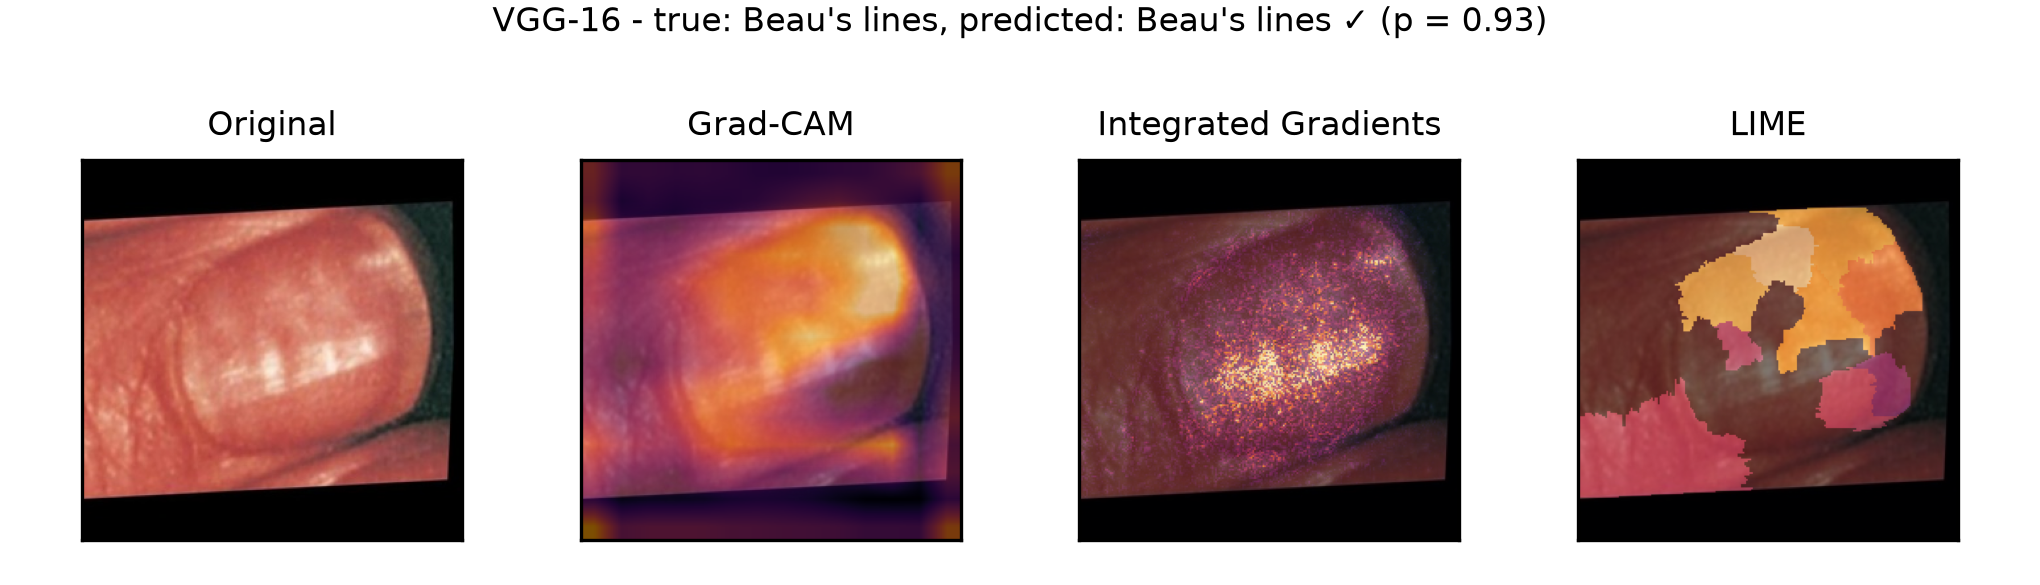 VGG-16 - true: Beau's lines, predicted: Beau's lines ✓ (p = 0.93)
Original
Grad-CAM
Integrated Gradients
LIME